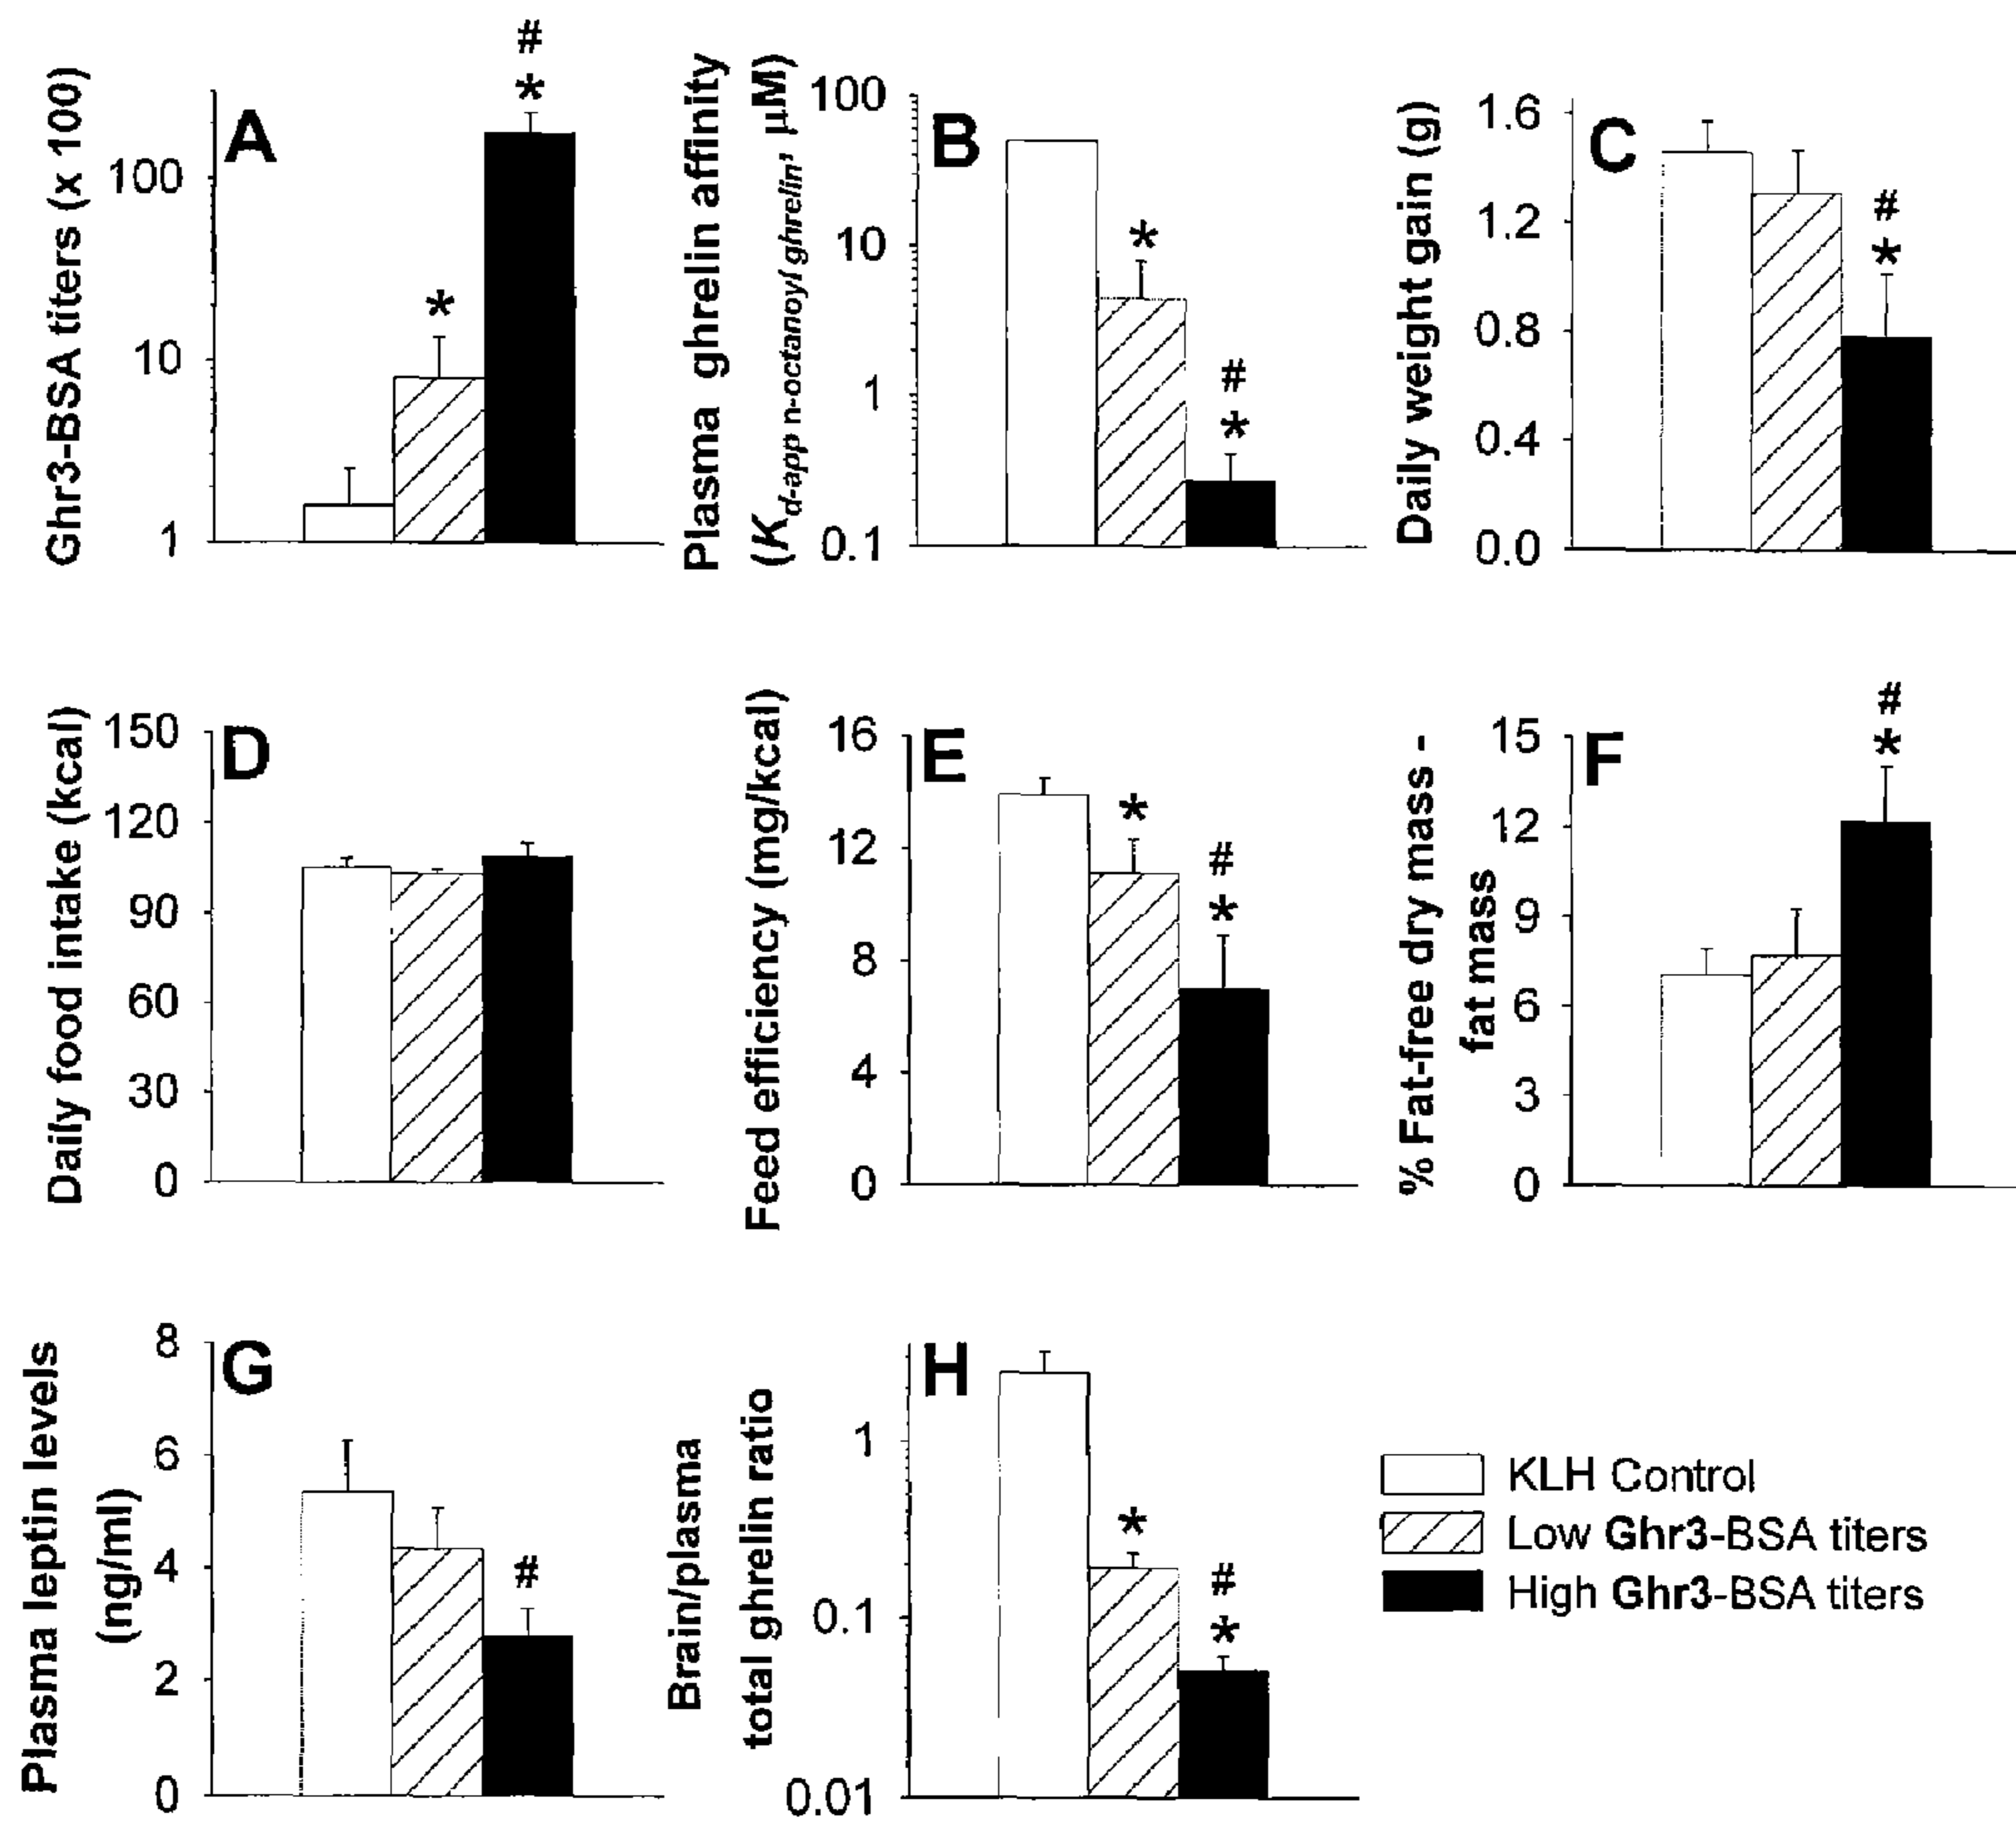 A
Ghr3-BSA titers (x 100)
100
10
1
*
#
*
B
Plasma ghrelin affinity
(Kd-app n-octanoyl ghrelin, µM)
100
10
1
0.1
*
#
*
C
Daily weight gain (g)
1.6
1.2
0.8
0.4
0.0
#
*
D
Daily food intake (kcal)
150
120
90
60
30
0
E
Feed efficiency (mg/kcal)
16
12
8
4
0
*
#
*
F
% Fat-free dry mass -
fat mass
15
12
9
6
3
0
#
*
G
Plasma leptin levels
(ng/ml)
8
6
4
2
0
#
H
Brain/plasma
total ghrelin ratio
1
0.1
0.01
*
#
*
KLH Control
Low Ghr3-BSA titers
High Ghr3-BSA titers